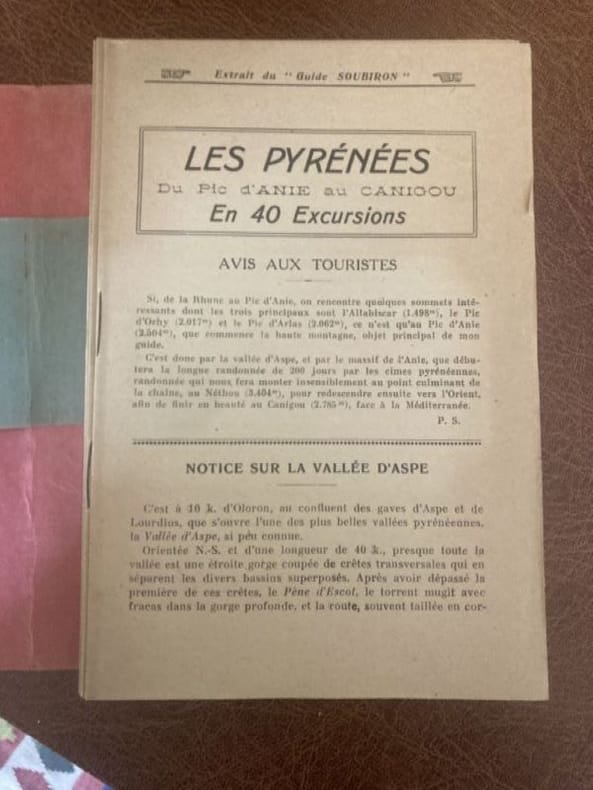 Extrait du "Guide SOUBIRON"
LES PYRÉNÉES
Du Pic d'ANIE au CANIGOU
En 40 Excursions
AVIS AUX TOURISTES
Si, de la Rhune au Pic d'Anie, on rencontre quelques sommets inté-
ressants dont les trois principaux sont l'Altabiscar (1.498ᵐ), le Pic
d'Orhy (2.017ᵐ) et le Pic d'Arlas (2.062ᵐ), ce n'est qu'au Pic d'Anie
(2.504ᵐ), que commence la haute montagne, objet principal de mon
guide.
C'est donc par la vallée d'Aspe, et par le massif de l'Anie, que débu-
tera la longue randonnée de 200 jours par les cimes pyrénéennes,
randonnée qui nous fera monter insensiblement au point culminant de
la chaîne, au Néthou (3.404ᵐ), pour redescendre ensuite vers l'Orient,
afin de finir en beauté au Canigou (2.785ᵐ), face à la Méditerranée.
P. S.
NOTICE SUR LA VALLÉE D'ASPE
C'est à 10 k. d'Oloron, au confluent des gaves d'Aspe et de
Lourdios, que s'ouvre l'une des plus belles vallées pyrénéennes,
la Vallée d'Aspe, si peu connue.
Orientée N.-S. et d'une longueur de 40 k., presque toute la
vallée est une étroite gorge coupée de crêtes transversales qui en
séparent les divers bassins superposés. Après avoir dépassé la
première de ces crêtes, le Pène d'Escot, le torrent mugit avec
fracas dans la gorge profonde, et la route, souvent taillée en cor-